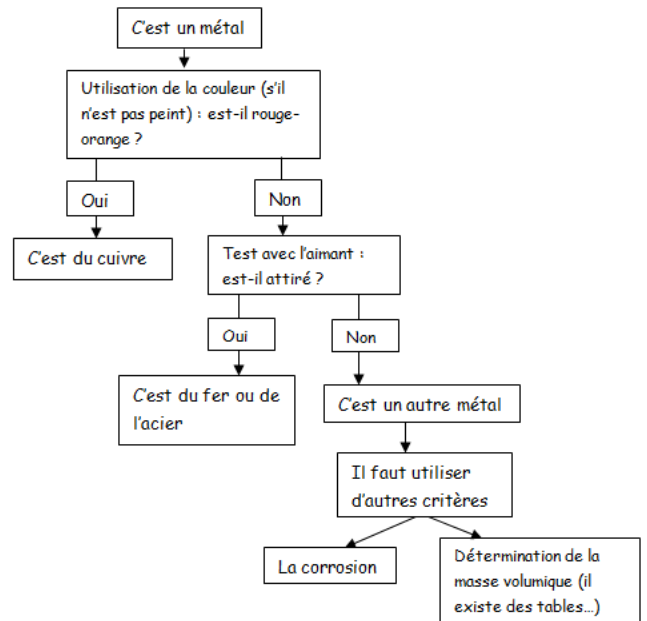 C'est un métal
Utilisation de la couleur (s'il
n'est pas peint) : est-il rouge-
orange ?
Oui
Non
C'est du cuivre
Test avec l'aimant :
est-il attiré ?
Oui
Non
C'est du fer ou de
l'acier
C'est un autre métal
Il faut utiliser
d'autres critères
La corrosion
Détermination de la
masse volumique (il
existe des tables...)